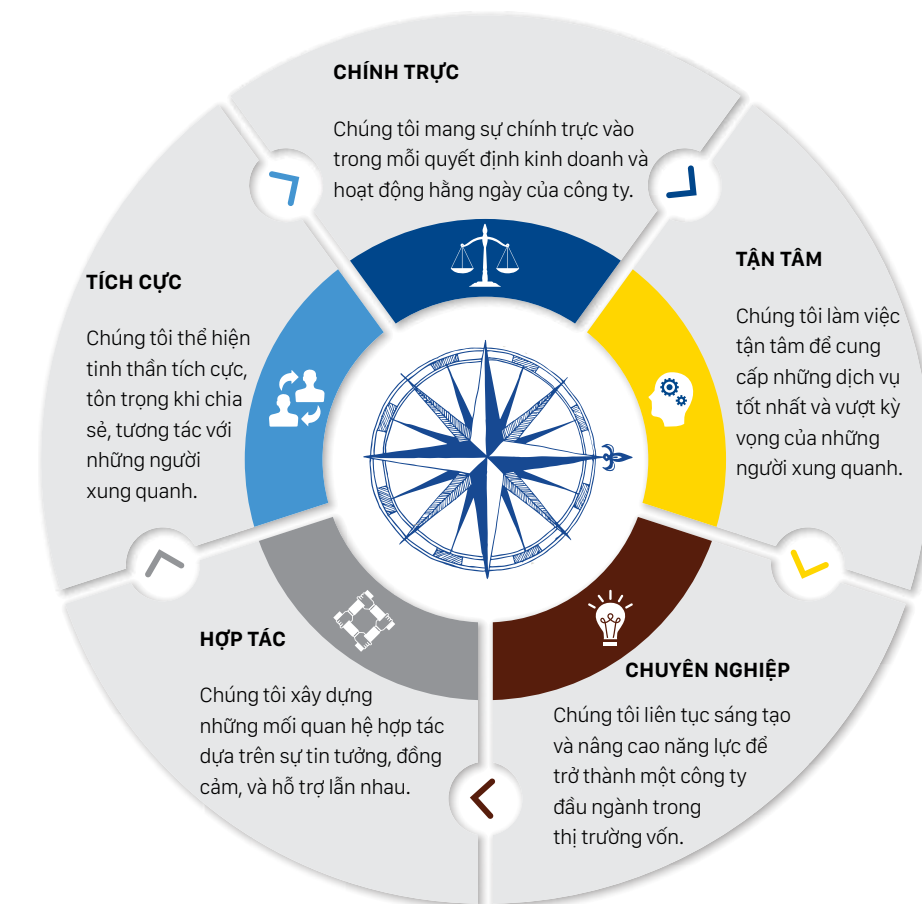 CHÍNH TRỰC
Chúng tôi mang sự chính trực vào
trong mỗi quyết định kinh doanh và
hoạt động hằng ngày của công ty.
TẬN TÂM
Chúng tôi làm việc
tận tâm để cung
cấp những dịch vụ
tốt nhất và vượt kỳ
vọng của những
người xung quanh.
CHUYÊN NGHIỆP
Chúng tôi liên tục sáng tạo
và nâng cao năng lực để
trở thành một công ty
đầu ngành trong
thị trường vốn.
HỢP TÁC
Chúng tôi xây dựng
những mối quan hệ hợp tác
dựa trên sự tin tưởng, đồng
cảm, và hỗ trợ lẫn nhau.
TÍCH CỰC
Chúng tôi thể hiện
tinh thần tích cực,
tôn trọng khi chia
sẻ, tương tác với
những người
xung quanh.